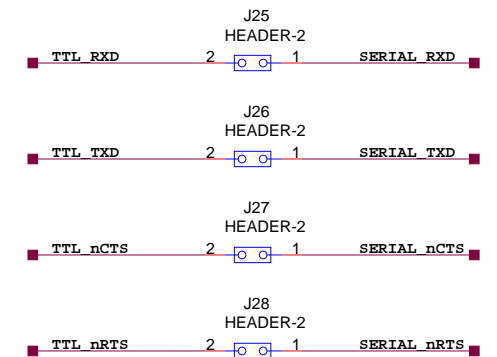 J25
HEADER-2
TTL_RXD 2 1 SERIAL_RXD
J26
HEADER-2
TTL_TXD 2 1 SERIAL_TXD
J27
HEADER-2
TTL_nCTS 2 1 SERIAL_nCTS
J28
HEADER-2
TTL_nRTS 2 1 SERIAL_nRTS